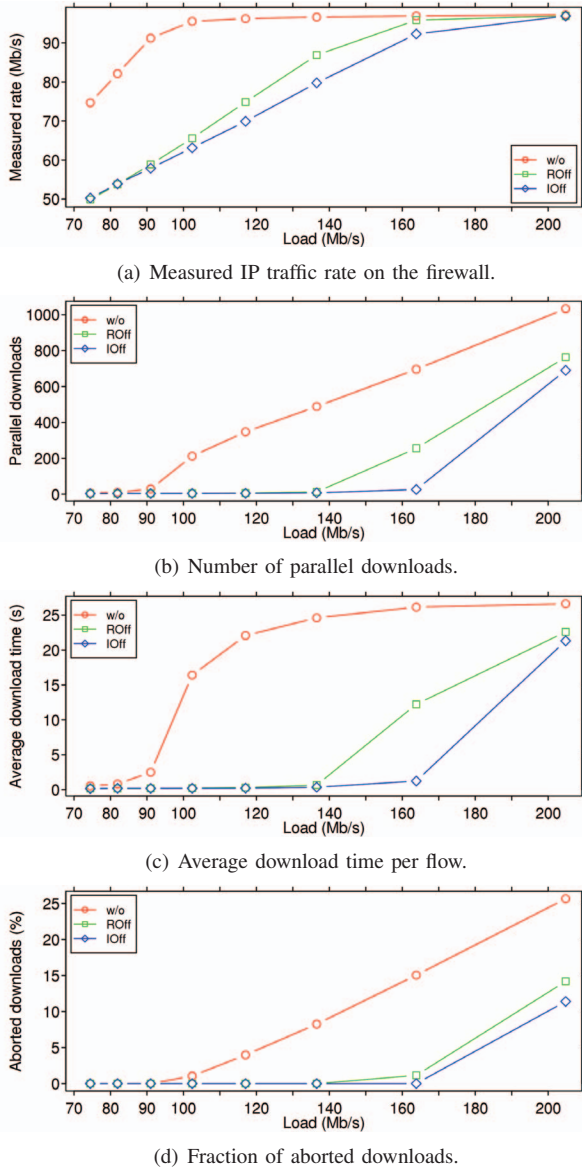 Measured rate (Mb/s)
90
80
70
60
50
w/o
ROff
IOff
70 80 90 100 120 140 160 180 200
Load (Mb/s)
(a) Measured IP traffic rate on the firewall.
Parallel downloads
1000
800
600
400
200
0
w/o
ROff
IOff
70 80 90 100 120 140 160 180 200
Load (Mb/s)
(b) Number of parallel downloads.
Average download time (s)
25
20
15
10
5
0
w/o
ROff
IOff
70 80 90 100 120 140 160 180 200
Load (Mb/s)
(c) Average download time per flow.
Aborted downloads (%)
25
20
15
10
5
0
w/o
ROff
IOff
70 80 90 100 120 140 160 180 200
Load (Mb/s)
(d) Fraction of aborted downloads.